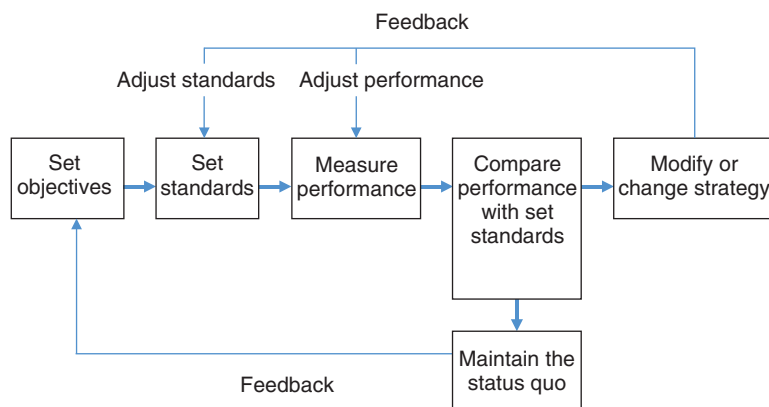 Feedback
Adjust standards
Adjust performance
Set
objectives
Set
standards
Measure
performance
Compare
performance
with set
standards
Modify or
change strategy
Maintain the
status quo
Feedback